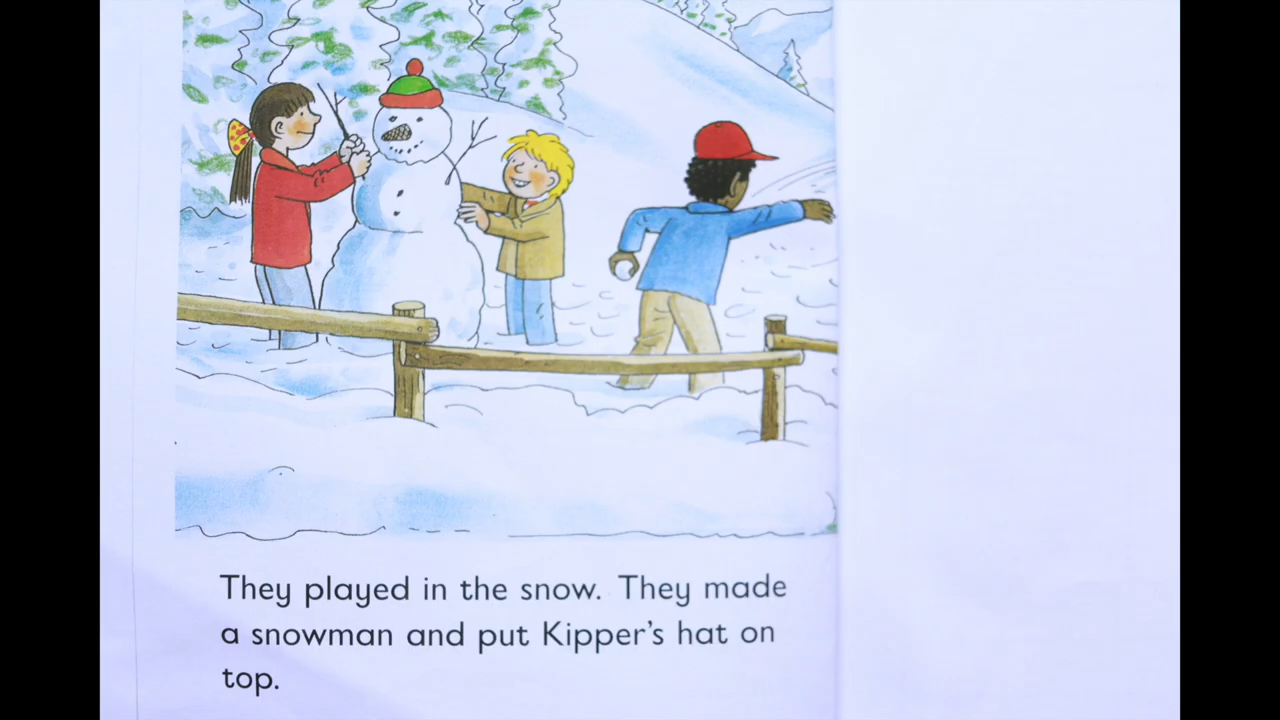 They played in the snow. They made
a snowman and put Kipper's hat on
top.